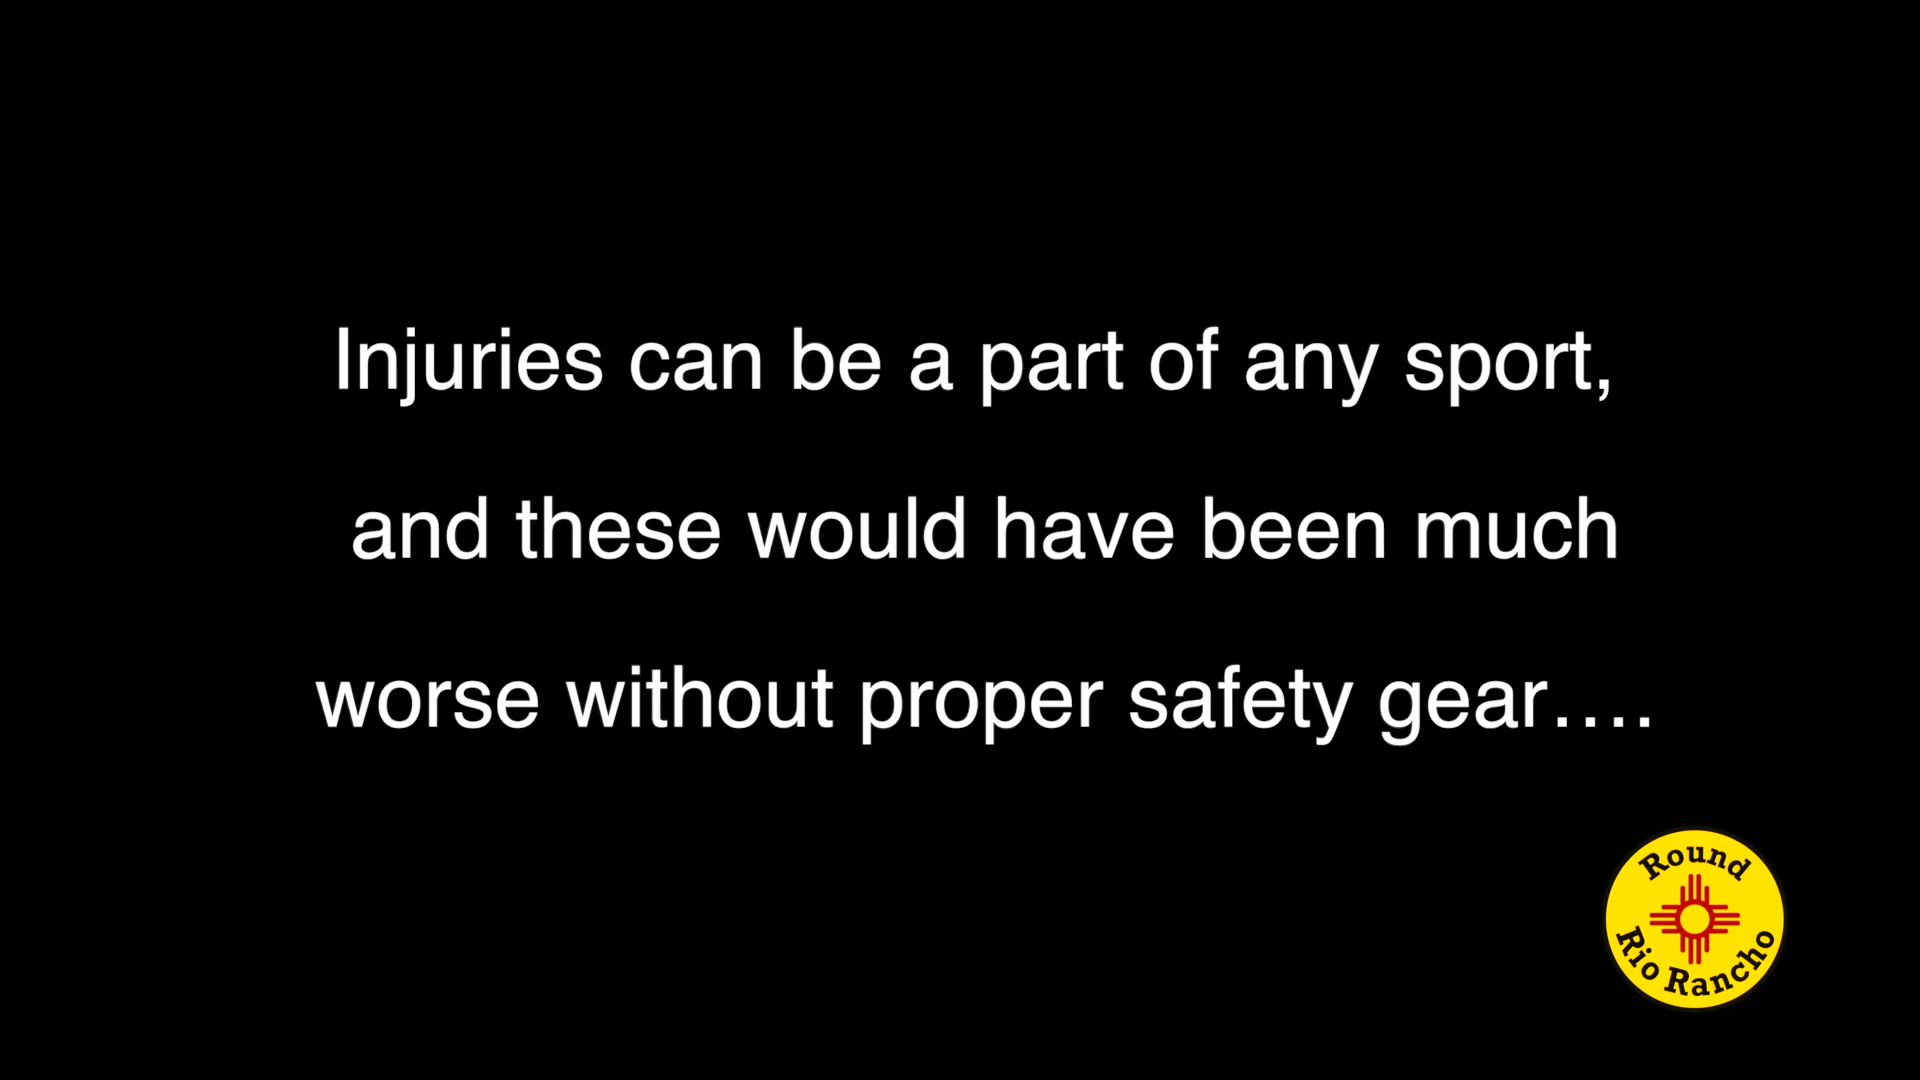 Injuries can be a part of any sport,
and these would have been much
worse without proper safety gear....
Round
Rio Rancho